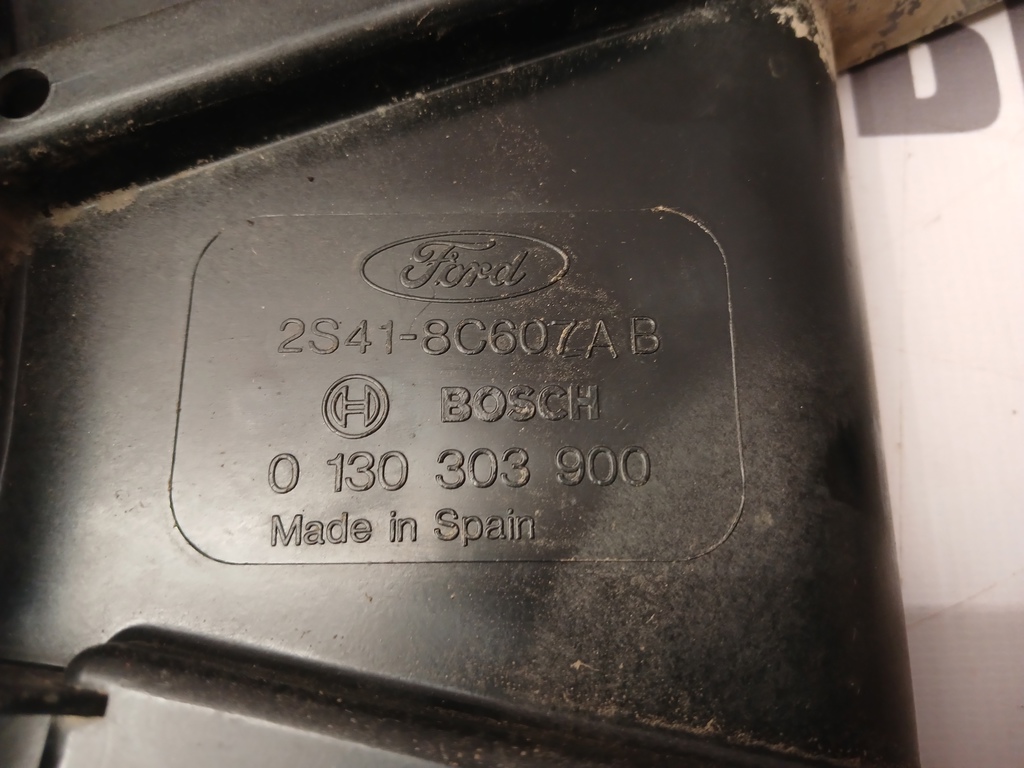 Ford
2S41-8C607AB
BOSCH
0 130 303 900
Made in Spain